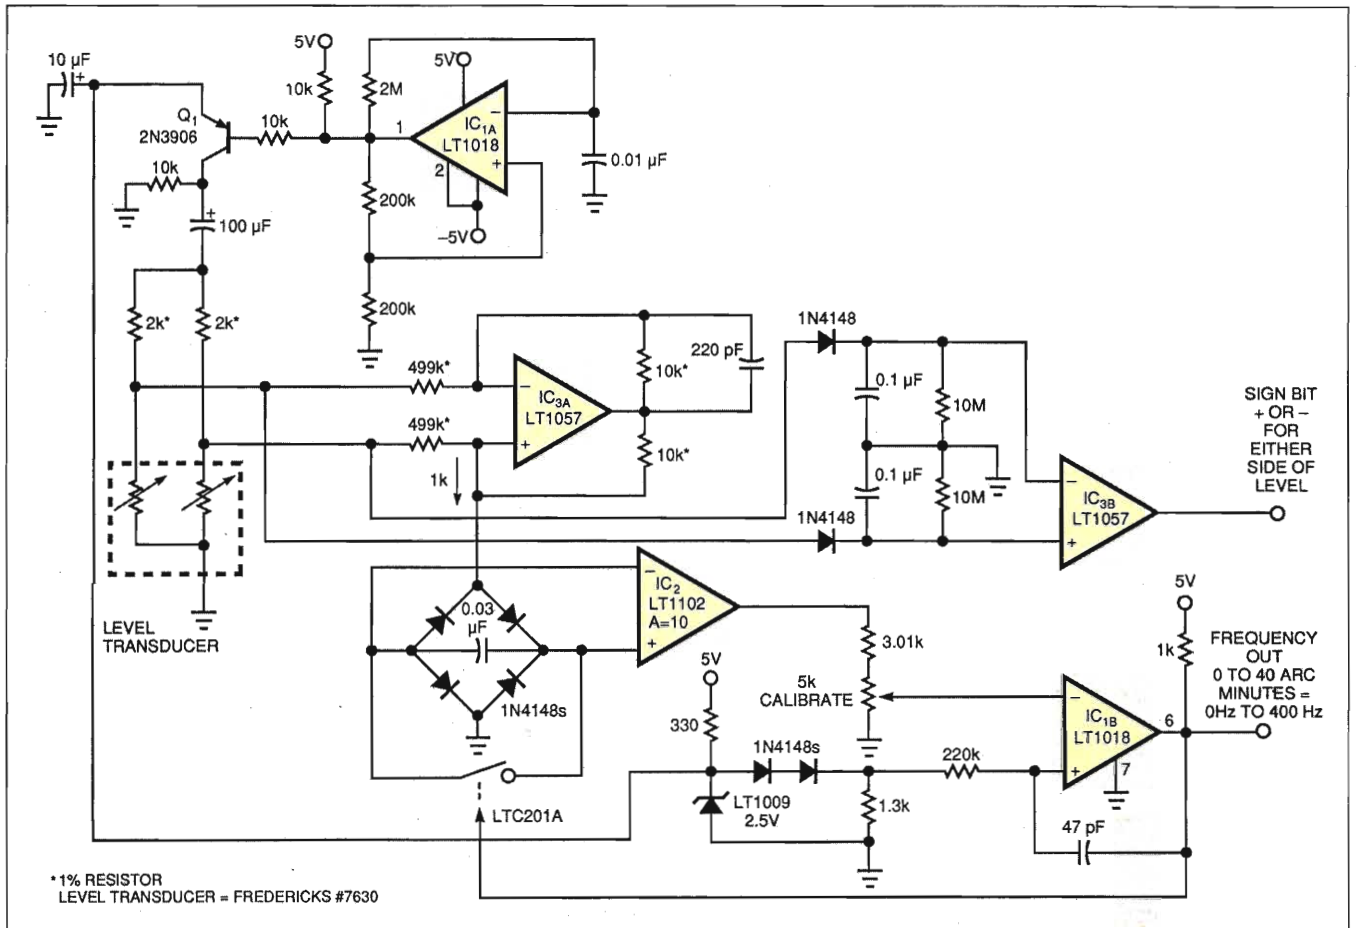 10 µF
+
5V
10k
2M
5V
Q1
2N3906
10k
1
IC1A
LT1018
−
+
2
0.01 µF
10k
+
100 µF
200k
–5V
2k*
2k*
200k
499k*
−
IC3A
LT1057
10k*
220 pF
1N4148
0.1 µF
10M
499k*
+
10k*
1k
0.1 µF
10M
1N4148
−
IC3B
LT1057
+
SIGN BIT
+ OR –
FOR
EITHER
SIDE OF
LEVEL
LEVEL
TRANSDUCER
0.03
µF
1N4148s
−
IC2
LT1102
A=10
+
3.01k
5V
5k
CALIBRATE
330
1N4148s
LT1009
2.5V
1.3k
220k
−
IC1B
LT1018
+
6
7
5V
1k
FREQUENCY
OUT
0 TO 40 ARC
MINUTES =
0Hz TO 400 Hz
47 pF
LTC201A
*1% RESISTOR
LEVEL TRANSDUCER = FREDERICKS #7630